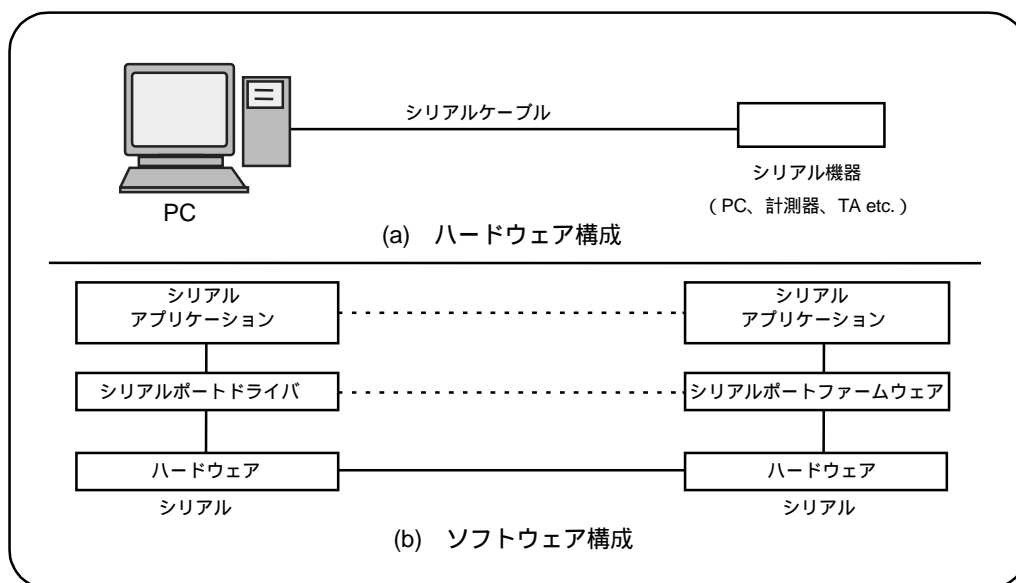 シリアルケーブル
PC
シリアル機器
（PC、計測器、TA etc.）
(a) ハードウェア構成
シリアル
アプリケーション
シリアル
アプリケーション
シリアルポートドライバ
シリアルポートファームウェア
ハードウェア
ハードウェア
シリアル
シリアル
(b) ソフトウェア構成